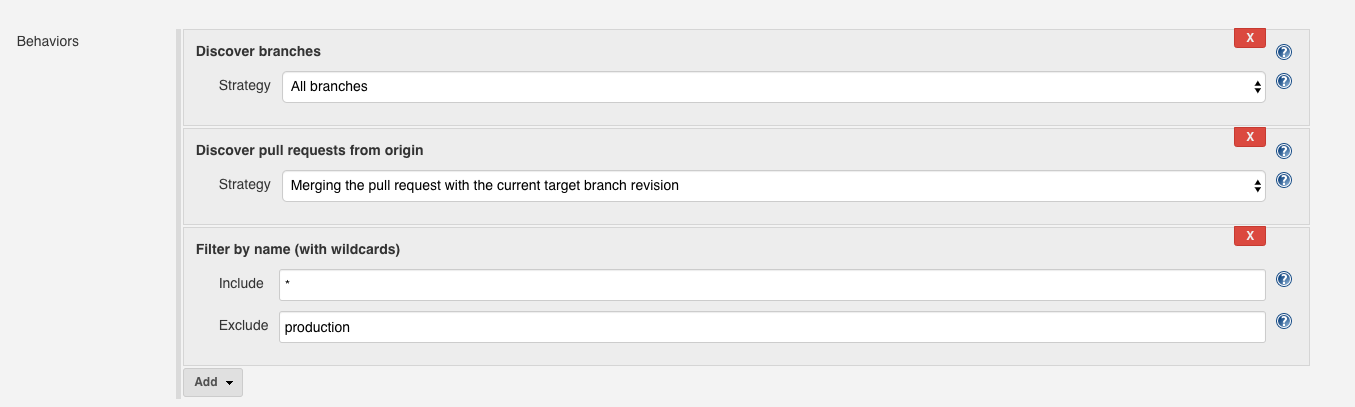 Behaviors
Discover branches
X
?
Strategy
All branches
?
Discover pull requests from origin
X
?
Strategy
Merging the pull request with the current target branch revision
?
Filter by name (with wildcards)
X
Include
*
?
Exclude
production
?
Add